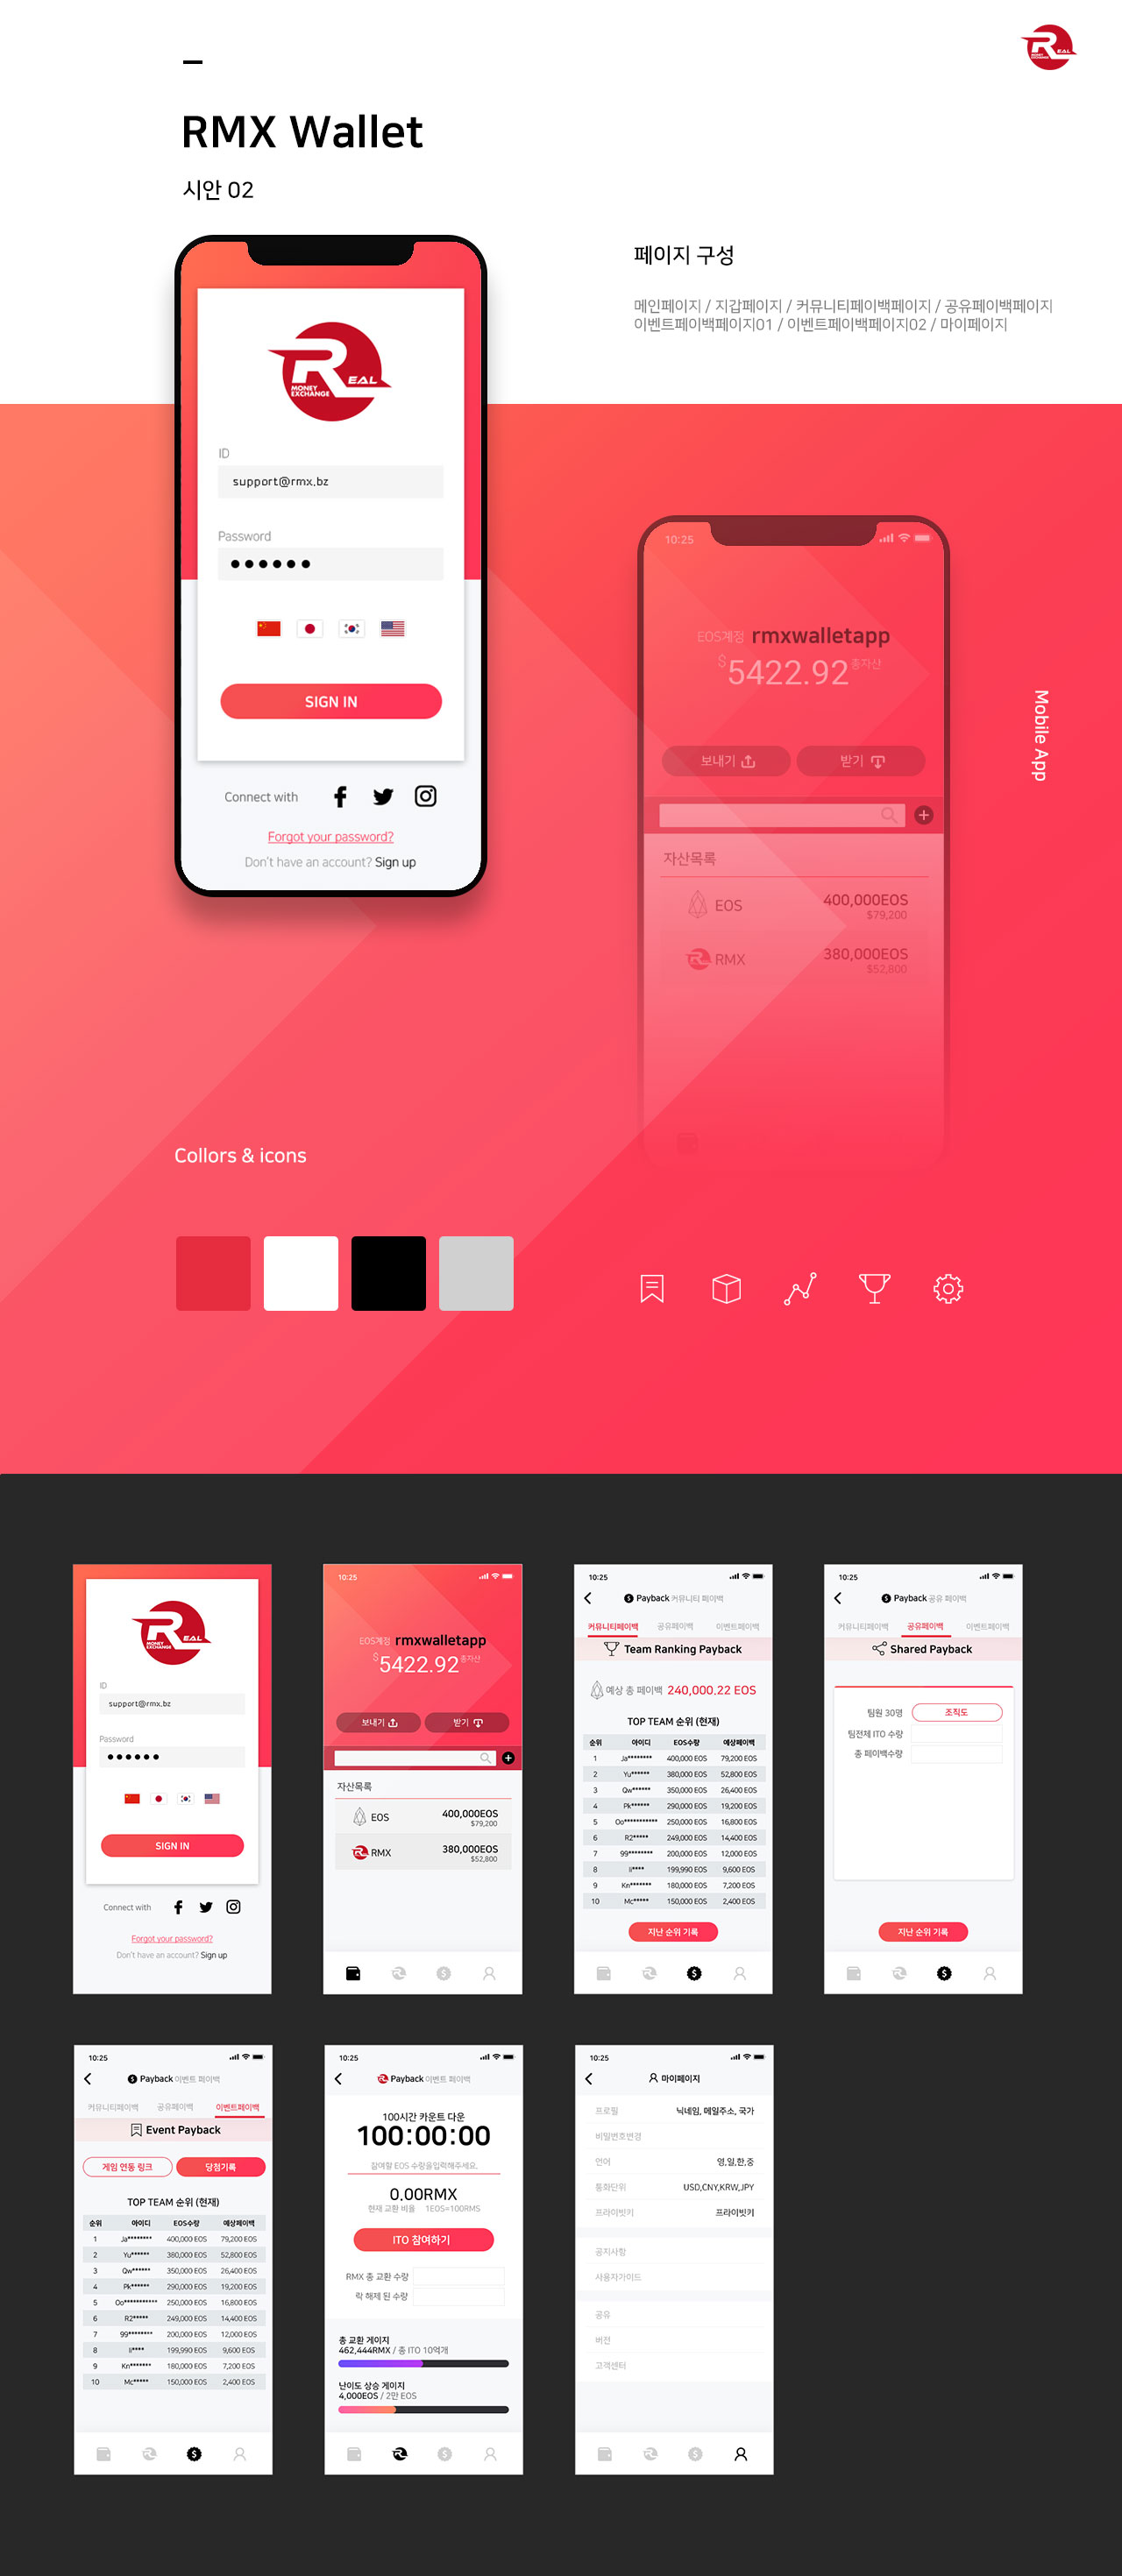 REAL
MONEY
EXCHANGE
RMX Wallet
시안 02
페이지 구성
메인페이지 / 지갑페이지 / 커뮤니티페이백페이지 / 공유페이백페이지
이벤트페이백페이지01 / 이벤트페이백페이지02 / 마이페이지
REAL
MONEY
EXCHANGE
ID
support@rmx.bz
Password
SIGN IN
Connect with
Forgot your password?
Don't have an account? Sign up
10:25
EOS계정 rmxwalletapp
$5422.92 총자산
보내기
받기
자산목록
EOS 400,000EOS
$79,200
RMX 380,000EOS
$52,800
Mobile App
Collors & icons
REAL
MONEY
EXCHANGE
ID
support@rmx.bz
Password
SIGN IN
Connect with
Forgot your password?
Don't have an account? Sign up
10:25
EOS계정 rmxwalletapp
$5422.92 총자산
보내기
받기
자산목록
EOS 400,000EOS
$79,200
RMX 380,000EOS
$52,800
10:25
Payback 커뮤니티 페이백
커뮤니티페이백 공유페이백 이벤트페이백
Team Ranking Payback
예상 총 페이백 240,000.22 EOS
TOP TEAM 순위 (현재)
순위 아이디 EOS수량 예상페이백
1 Ja******** 400,000 EOS 79,200 EOS
2 Yu****** 380,000 EOS 52,800 EOS
3 Qw****** 350,000 EOS 26,400 EOS
4 Pk****** 290,000 EOS 19,200 EOS
5 Oo*********** 250,000 EOS 16,800 EOS
6 R2***** 249,000 EOS 14,400 EOS
7 99******** 200,000 EOS 12,000 EOS
8 li**** 199,990 EOS 9,600 EOS
9 Kn******* 180,000 EOS 7,200 EOS
10 Mc***** 150,000 EOS 2,400 EOS
지난 순위 기록
10:25
Payback 공유 페이백
커뮤니티페이백 공유페이백 이벤트페이백
Shared Payback
팀원 30명 조직도
팀전체 ITO 수량
총 페이백수량
지난 순위 기록
10:25
Payback 이벤트 페이백
커뮤니티페이백 공유페이백 이벤트페이백
Event Payback
게임 연동 링크 당첨기록
TOP TEAM 순위 (현재)
순위 아이디 EOS수량 예상페이백
1 Ja******** 400,000 EOS 79,200 EOS
2 Yu****** 380,000 EOS 52,800 EOS
3 Qw****** 350,000 EOS 26,400 EOS
4 Pk****** 290,000 EOS 19,200 EOS
5 Oo*********** 250,000 EOS 16,800 EOS
6 R2***** 249,000 EOS 14,400 EOS
7 99******** 200,000 EOS 12,000 EOS
8 li**** 199,990 EOS 9,600 EOS
9 Kn******* 180,000 EOS 7,200 EOS
10 Mc***** 150,000 EOS 2,400 EOS
10:25
Payback 이벤트 페이백
100시간 카운트 다운
100:00:00
참여할 EOS 수량을입력해주세요.
0.00RMX
현재 교환 비율 1EOS=100RMS
ITO 참여하기
RMX 총 교환 수량
락 해제 된 수량
총 교환 게이지
462,444RMX / 총 ITO 10억개
난이도 상승 게이지
4,000EOS / 2만 EOS
10:25
마이페이지
프로필 닉네임, 메일주소, 국가
비밀번호변경
언어 영,일,한,중
통화단위 USD,CNY,KRW,JPY
프라이빗키 프라이빗키
공지사항
사용자가이드
공유
버젼
고객센터